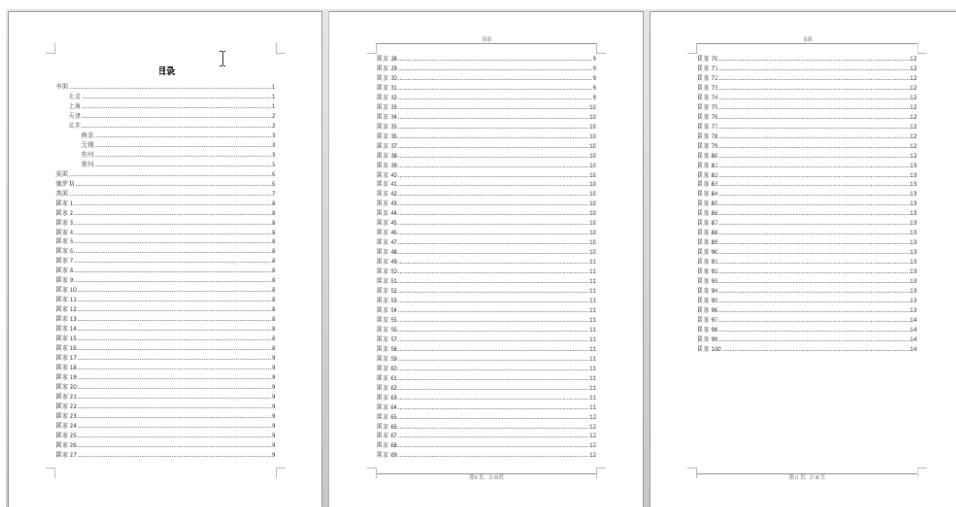 目录
中国1
北京1
上海1
天津2
江苏2
南京3
无锡3
苏州3
常州5
美国6
俄罗斯6
英国7
国家 1 8
国家 2 8
国家 3 8
国家 4 8
国家 5 8
国家 6 8
国家 7 8
国家 8 8
国家 9 8
国家 10 8
国家 11 8
国家 12 8
国家 13 8
国家 14 8
国家 15 8
国家 16 8
国家 17 9
国家 18 9
国家 19 9
国家 20 9
国家 21 9
国家 22 9
国家 23 9
国家 24 9
国家 25 9
国家 26 9
国家 27 9
目录
国家 28 9
国家 29 9
国家 30 9
国家 31 9
国家 32 9
国家 33 10
国家 34 10
国家 35 10
国家 36 10
国家 37 10
国家 38 10
国家 39 10
国家 40 10
国家 41 10
国家 42 10
国家 43 10
国家 44 10
国家 45 10
国家 46 10
国家 47 10
国家 48 10
国家 49 11
国家 50 11
国家 51 11
国家 52 11
国家 53 11
国家 54 11
国家 55 11
国家 56 11
国家 57 11
国家 58 11
国家 59 11
国家 60 11
国家 61 11
国家 62 11
国家 63 11
国家 64 11
国家 65 12
国家 66 12
国家 67 12
国家 68 12
国家 69 12
目录
国家 70 12
国家 71 12
国家 72 12
国家 73 12
国家 74 12
国家 75 12
国家 76 12
国家 77 12
国家 78 12
国家 79 12
国家 80 12
国家 81 13
国家 82 13
国家 83 13
国家 84 13
国家 85 13
国家 86 13
国家 87 13
国家 88 13
国家 89 13
国家 90 13
国家 91 13
国家 92 13
国家 93 13
国家 94 13
国家 95 13
国家 96 13
国家 97 14
国家 98 14
国家 99 14
国家 100 14